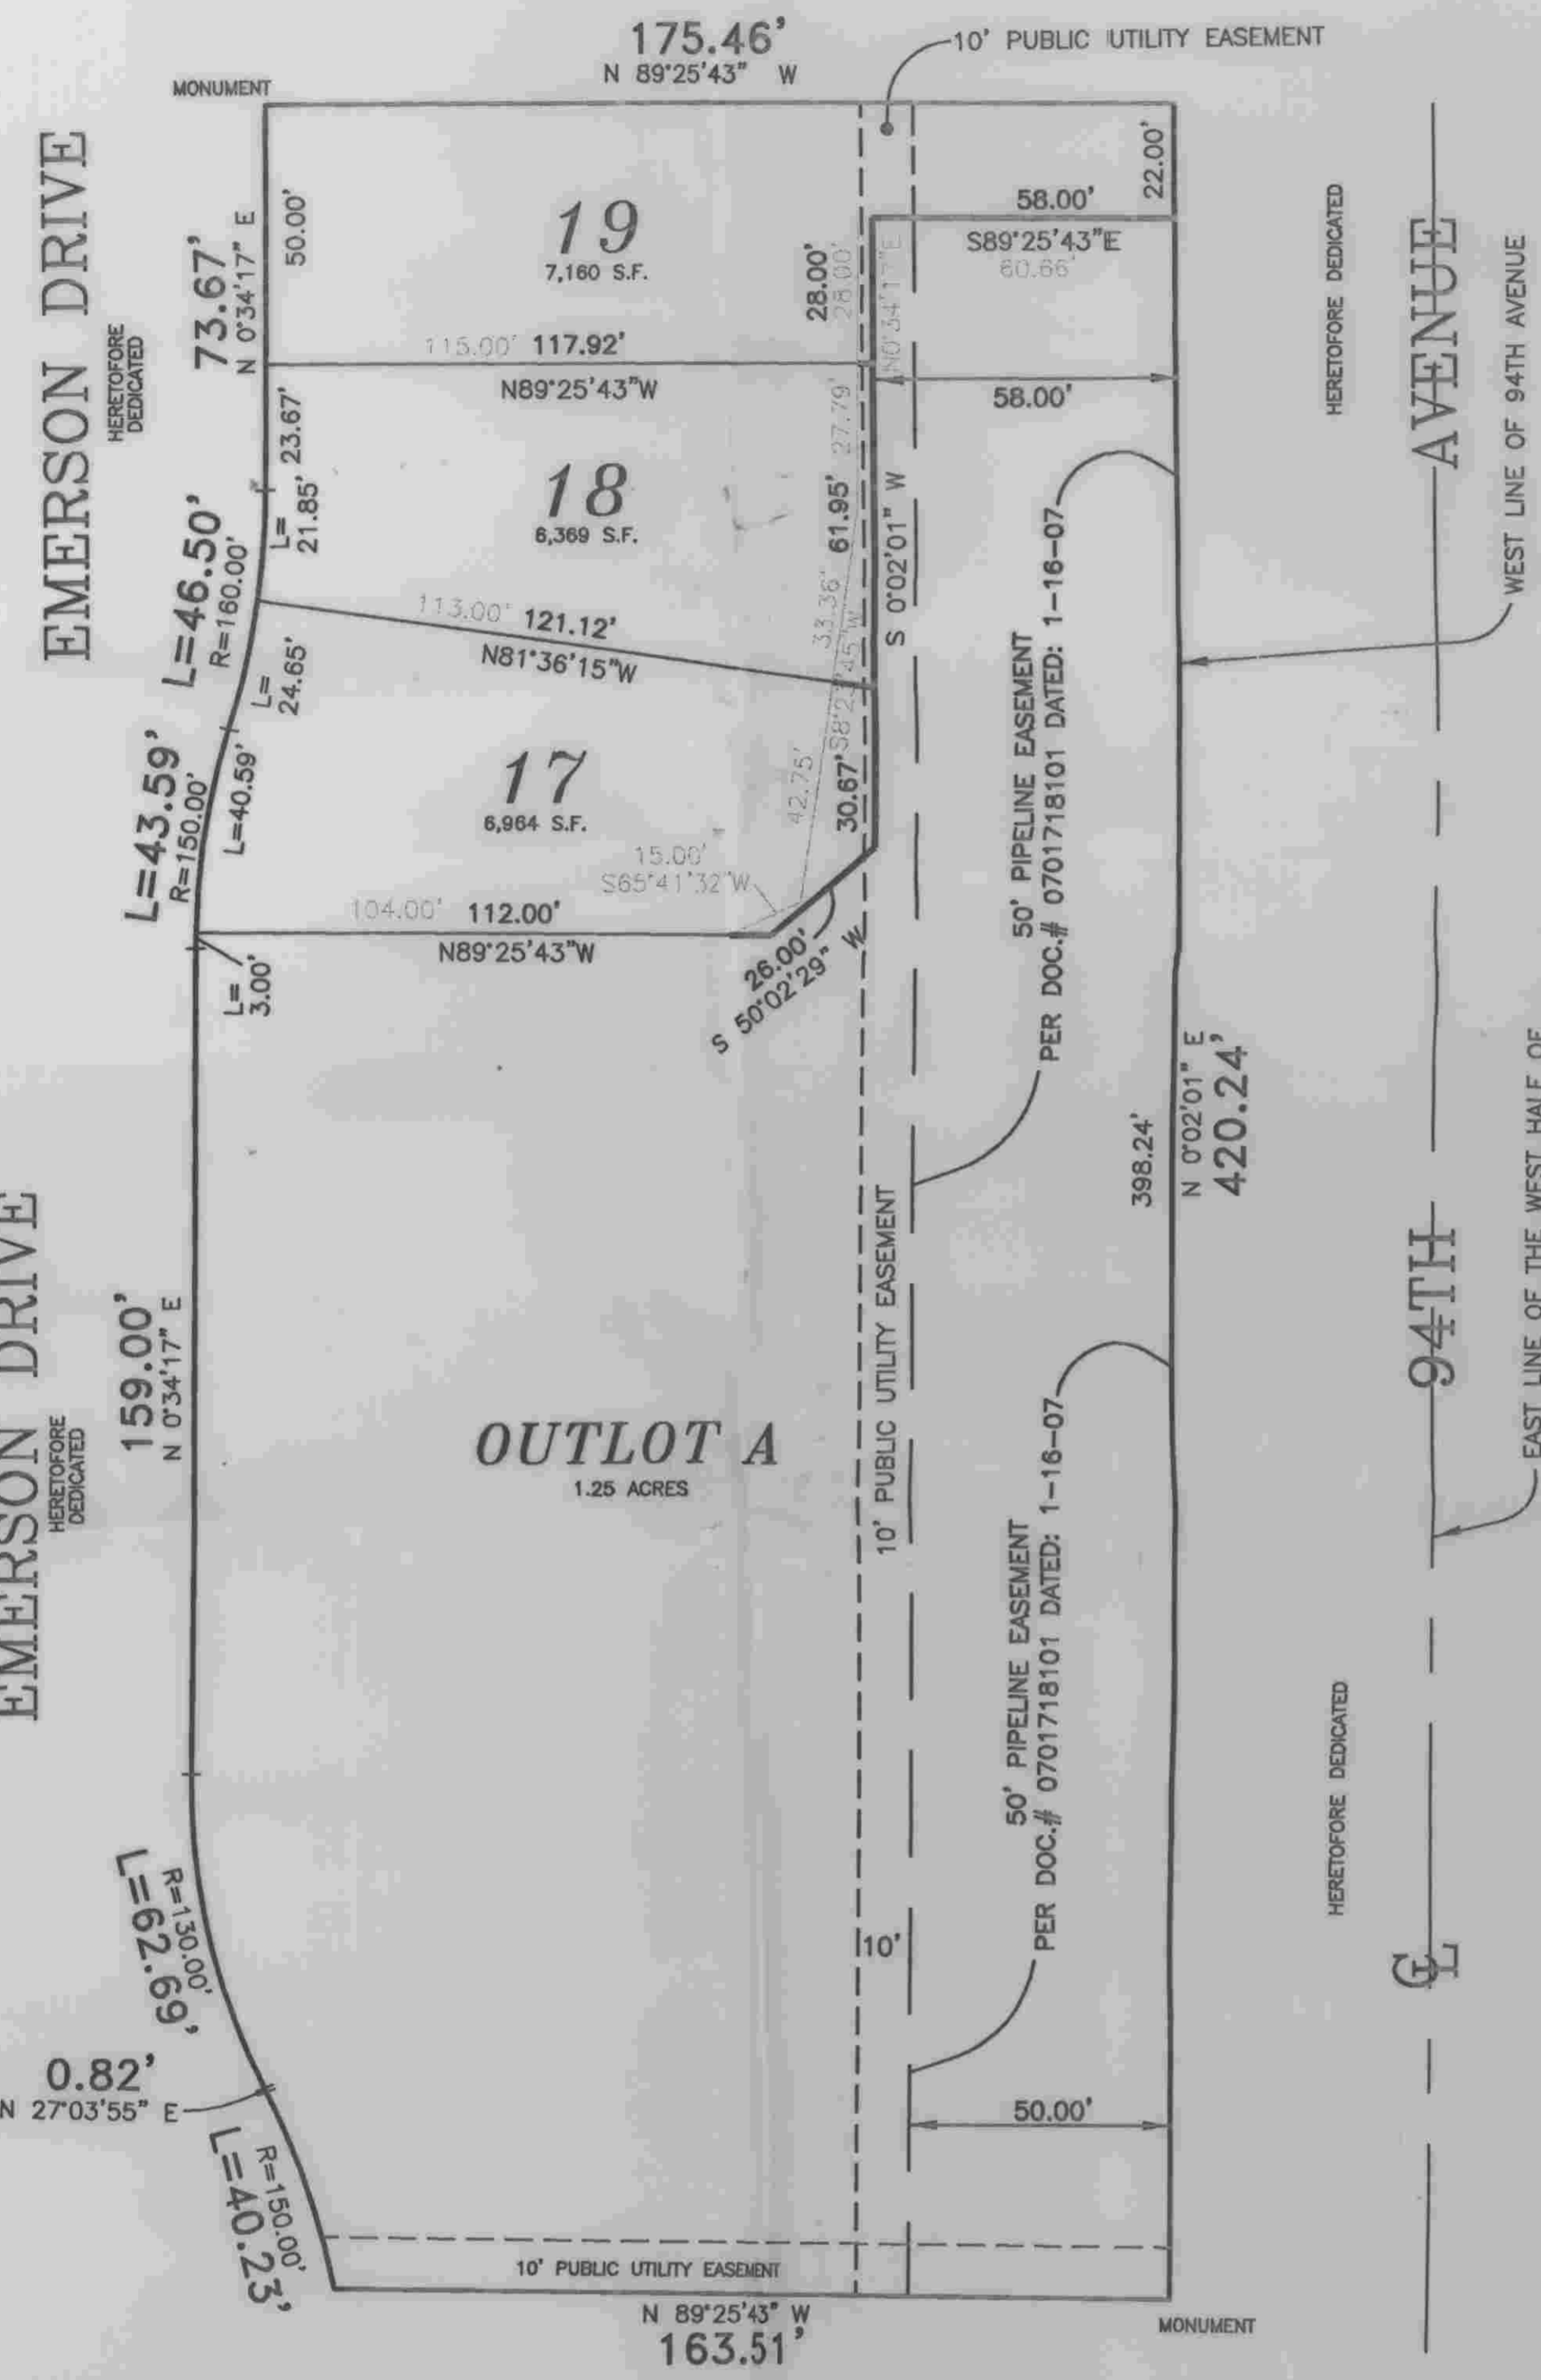 175.46'
N 89°25'43" W
10' PUBLIC UTILITY EASEMENT
MONUMENT
EMERSON DRIVE
HERETOFORE
DEDICATED
73.67'
N 0°34'17" E
50.00'
19
7,160 S.F.
28.00'
28.00'
N0°34'17"E
22.00'
58.00'
S89°25'43"E
60.66'
115.00' 117.92'
N89°25'43"W
58.00'
HERETOFORE DEDICATED
AVENUE
WEST LINE OF 94TH AVENUE
23.67'
L=
21.85'
18
6,369 S.F.
27.79'
61.95'
S 0°02'01" W
L=46.50'
R=160.00'
L=
24.65'
113.00' 121.12'
N81°36'15"W
33.36'
50' PIPELINE EASEMENT
PER DOC.# 0701718101 DATED: 1-16-07
L=43.59'
R=150.00'
L=40.59'
17
6,964 S.F.
42.75'
30.67'
15.00'
S65°41'32"W
104.00' 112.00'
N89°25'43"W
L=
3.00'
26.00'
S 50°02'29" W
398.24'
N 0°02'01" E
420.24'
EMERSON DRIVE
HERETOFORE
DEDICATED
159.00'
N 0°34'17" E
OUTLOT A
1.25 ACRES
10' PUBLIC UTILITY EASEMENT
50' PIPELINE EASEMENT
PER DOC.# 0701718101 DATED: 1-16-07
94TH
EAST LINE OF THE WEST HALF OF
HERETOFORE DEDICATED
CL
10'
L=62.69'
R=130.00'
0.82'
N 27°03'55" E
L=40.23'
R=150.00'
50.00'
10' PUBLIC UTILITY EASEMENT
N 89°25'43" W
163.51'
MONUMENT